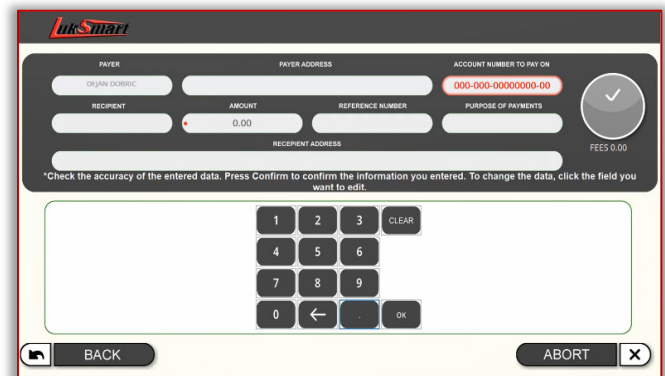 LukSmart
PAYER PAYER ADDRESS ACCOUNT NUMBER TO PAY ON
DEJAN DOBRIC 000-000-00000000-00
RECIPIENT AMOUNT REFERENCE NUMBER PURPOSE OF PAYMENTS
0.00
RECEPIENT ADDRESS
FEES 0.00
*Check the accuracy of the entered data. Press Confirm to confirm the information you entered. To change the data, click the field you
want to edit.
1 2 3 CLEAR
4 5 6
7 8 9
0 . OK
BACK ABORT X